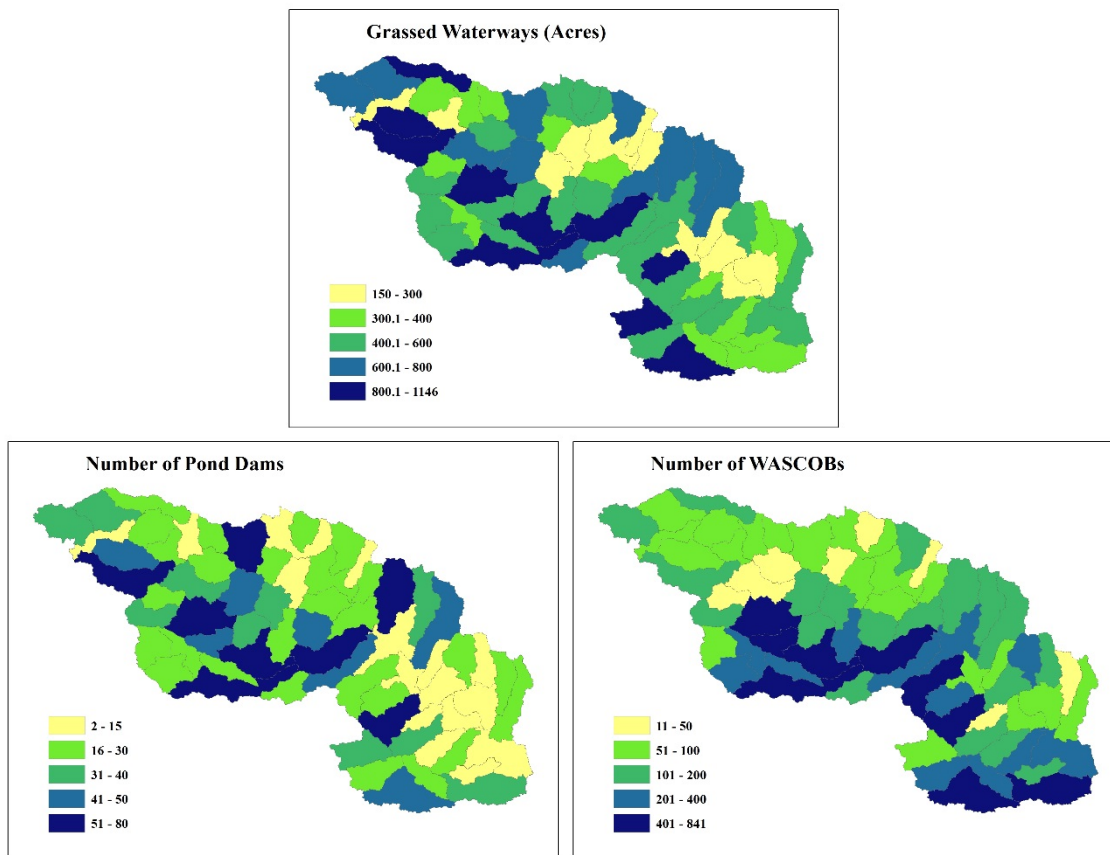 Grassed Waterways (Acres)
150 - 300
300.1 - 400
400.1 - 600
600.1 - 800
800.1 - 1146
Number of Pond Dams
2 - 15
16 - 30
31 - 40
41 - 50
51 - 80
Number of WASCOBs
11 - 50
51 - 100
101 - 200
201 - 400
401 - 841